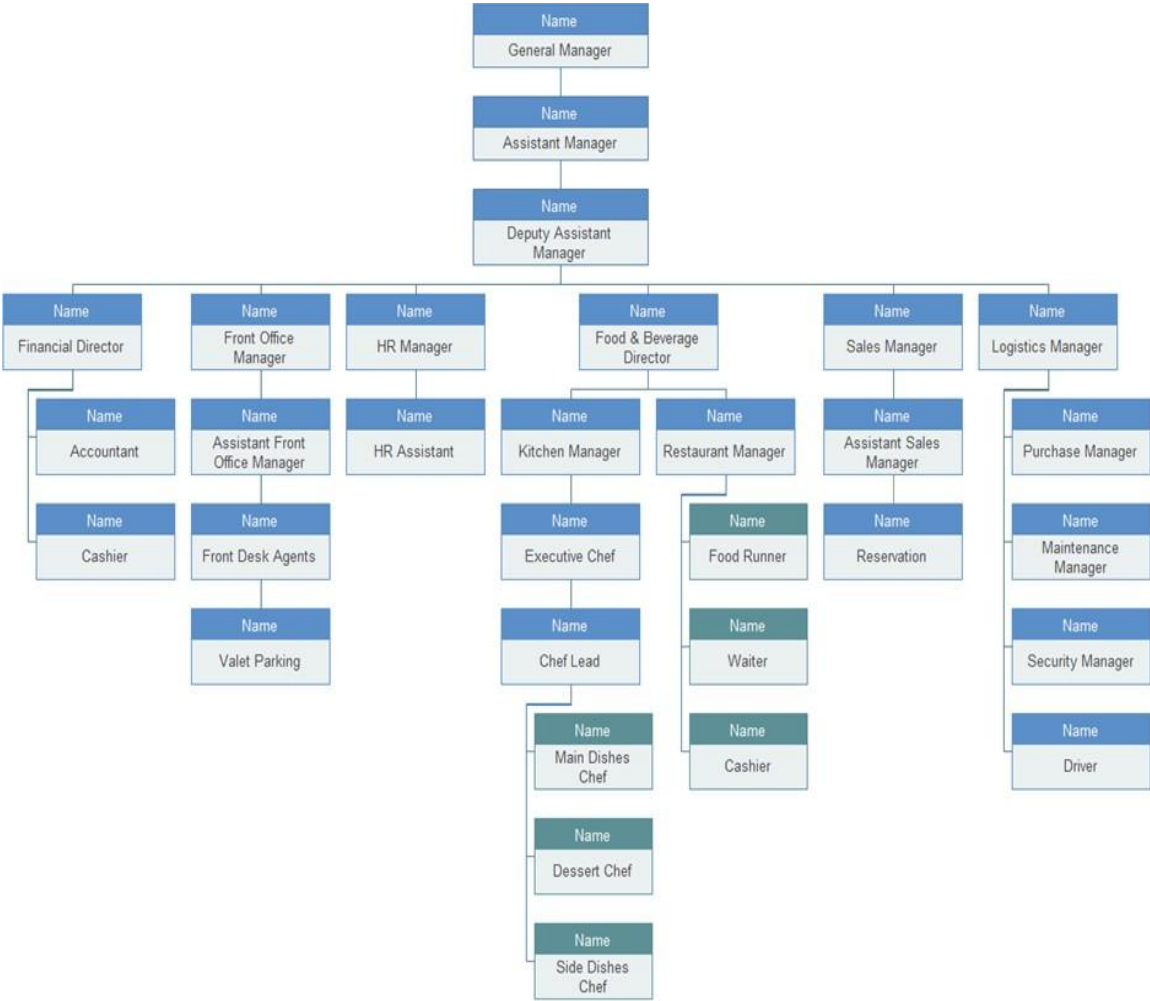 Name
General Manager
Name
Assistant Manager
Name
Deputy Assistant
Manager
Name
Financial Director
Name
Front Office
Manager
Name
HR Manager
Name
Food & Beverage
Director
Name
Sales Manager
Name
Logistics Manager
Name
Accountant
Name
Assistant Front
Office Manager
Name
HR Assistant
Name
Kitchen Manager
Name
Restaurant Manager
Name
Assistant Sales
Manager
Name
Purchase Manager
Name
Cashier
Name
Front Desk Agents
Name
Executive Chef
Name
Food Runner
Name
Reservation
Name
Maintenance
Manager
Name
Valet Parking
Name
Chef Lead
Name
Waiter
Name
Security Manager
Name
Main Dishes
Chef
Name
Cashier
Name
Driver
Name
Dessert Chef
Name
Side Dishes
Chef